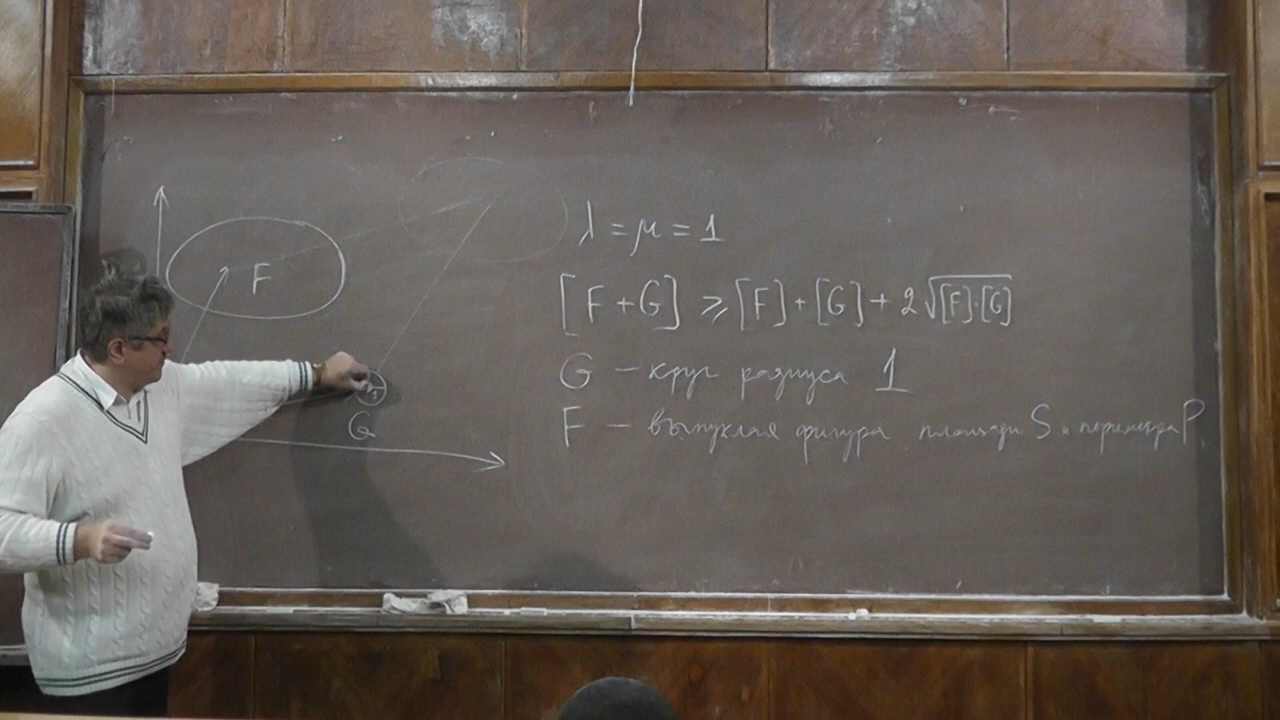 F
G
λ = μ = 1
[F + G] ⩾ [F] + [G] + 2√[F]·[G]
G – круг радиуса 1
F – выпуклая фигура площади S и периметра P